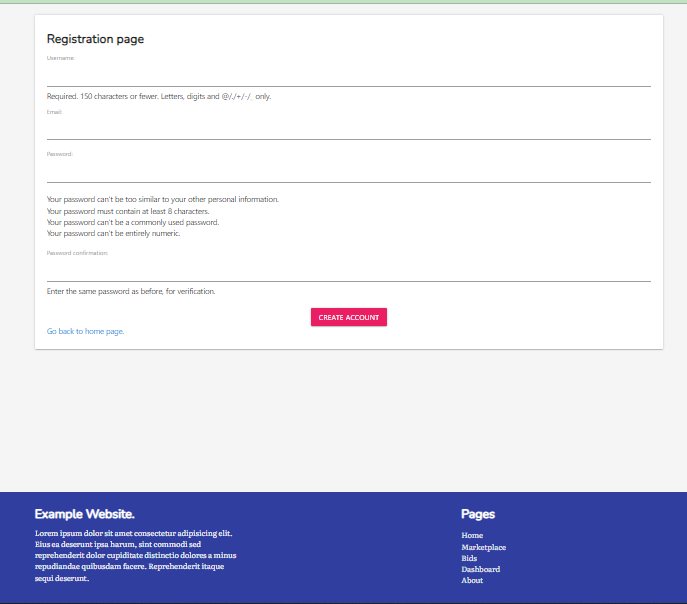 Registration page
Username:
Required. 150 characters or fewer. Letters, digits and @/./+/-/_ only.
Email:
Password:
Your password can't be too similar to your other personal information.
Your password must contain at least 8 characters.
Your password can't be a commonly used password.
Your password can't be entirely numeric.
Password confirmation:
Enter the same password as before, for verification.
CREATE ACCOUNT
Go back to home page.
Example Website.
Lorem ipsum dolor sit amet consectetur adipisicing elit.
Eius ea deserunt ipsa harum, sint commodi sed
reprehenderit dolor cupiditate distinctio dolores a minus
repudiandae quibusdam facere. Reprehenderit itaque
sequi deserunt.
Pages
Home
Marketplace
Bids
Dashboard
About